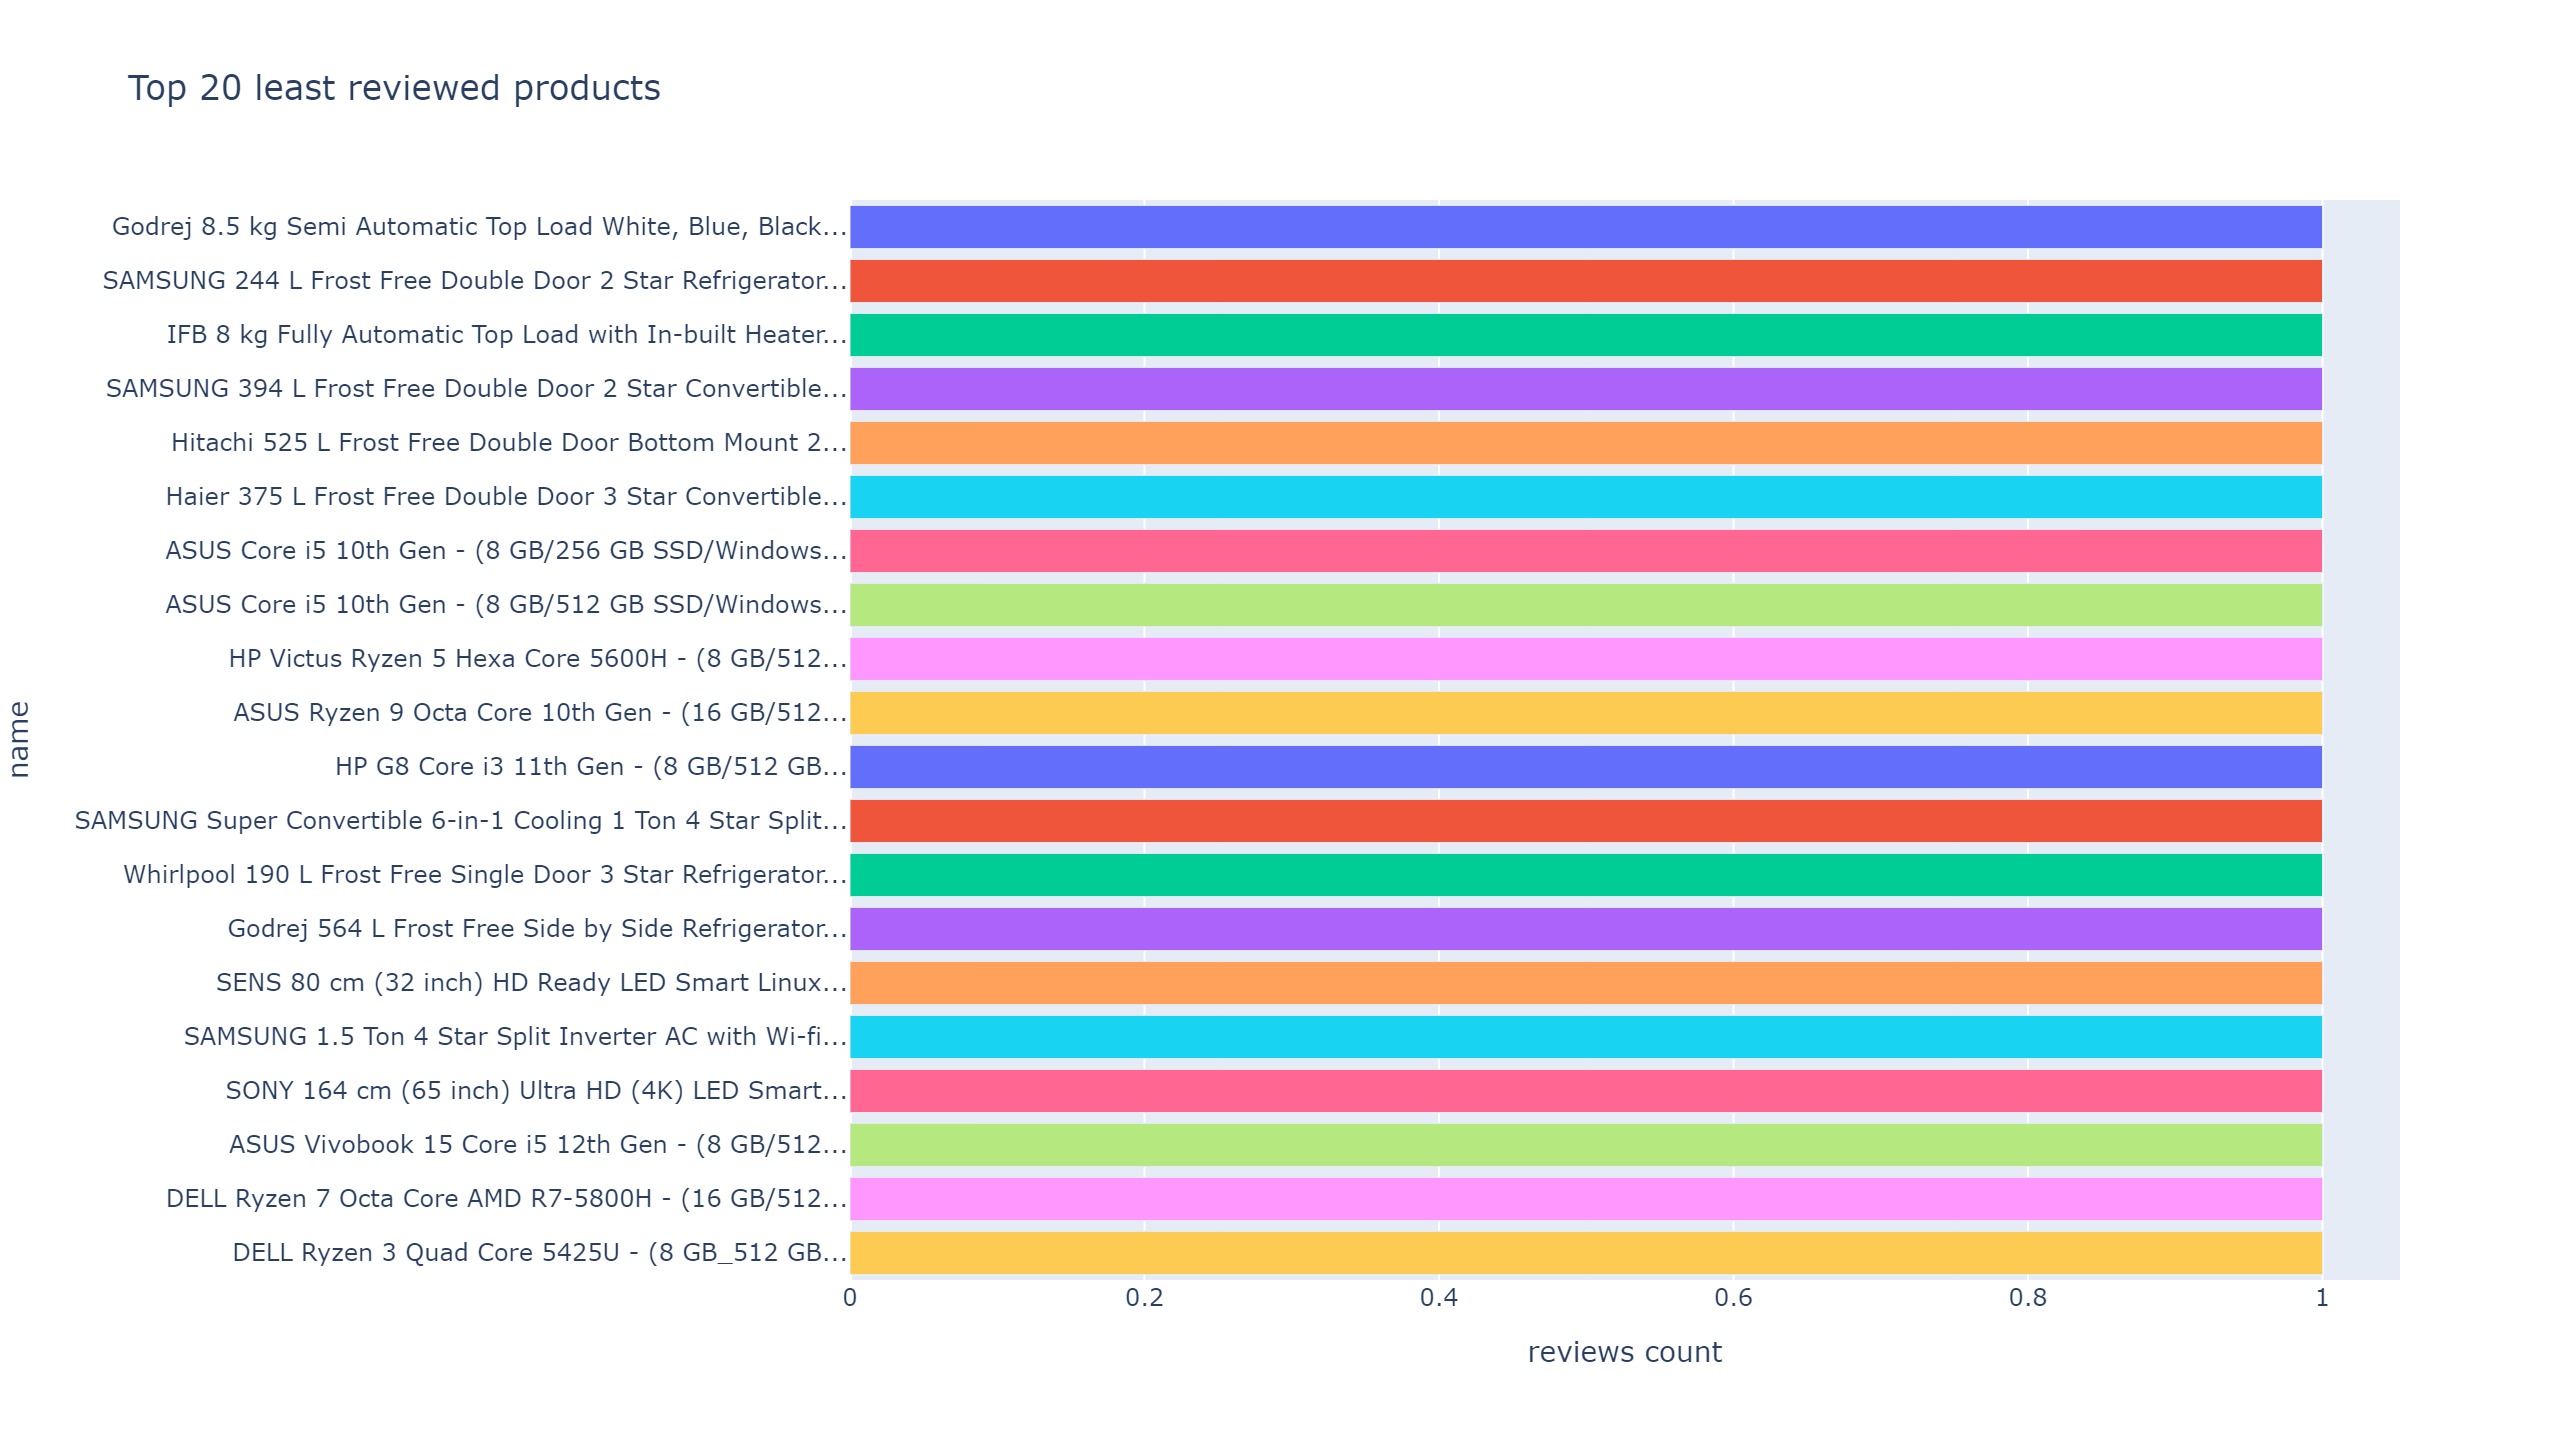 Top 20 least reviewed products
Godrej 8.5 kg Semi Automatic Top Load White, Blue, Black...
SAMSUNG 244 L Frost Free Double Door 2 Star Refrigerator...
IFB 8 kg Fully Automatic Top Load with In-built Heater...
SAMSUNG 394 L Frost Free Double Door 2 Star Convertible...
Hitachi 525 L Frost Free Double Door Bottom Mount 2...
Haier 375 L Frost Free Double Door 3 Star Convertible...
ASUS Core i5 10th Gen - (8 GB/256 GB SSD/Windows...
ASUS Core i5 10th Gen - (8 GB/512 GB SSD/Windows...
HP Victus Ryzen 5 Hexa Core 5600H - (8 GB/512...
ASUS Ryzen 9 Octa Core 10th Gen - (16 GB/512...
HP G8 Core i3 11th Gen - (8 GB/512 GB...
SAMSUNG Super Convertible 6-in-1 Cooling 1 Ton 4 Star Split...
Whirlpool 190 L Frost Free Single Door 3 Star Refrigerator...
Godrej 564 L Frost Free Side by Side Refrigerator...
SENS 80 cm (32 inch) HD Ready LED Smart Linux...
SAMSUNG 1.5 Ton 4 Star Split Inverter AC with Wi-fi...
SONY 164 cm (65 inch) Ultra HD (4K) LED Smart...
ASUS Vivobook 15 Core i5 12th Gen - (8 GB/512...
DELL Ryzen 7 Octa Core AMD R7-5800H - (16 GB/512...
DELL Ryzen 3 Quad Core 5425U - (8 GB_512 GB...
name
0 0.2 0.4 0.6 0.8 1
reviews count